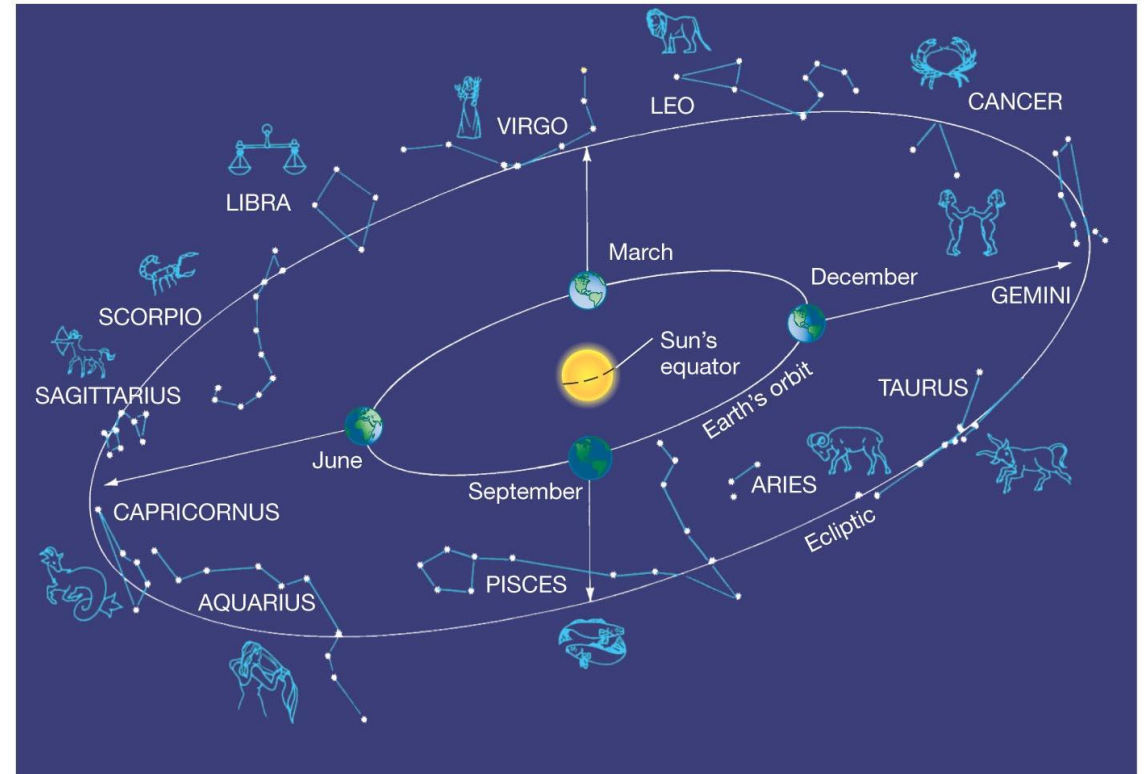 LEO
CANCER
VIRGO
LIBRA
March
December
GEMINI
SCORPIO
Sun's
equator
SAGITTARIUS
TAURUS
Earth's orbit
June
September
ARIES
CAPRICORNUS
Ecliptic
PISCES
AQUARIUS